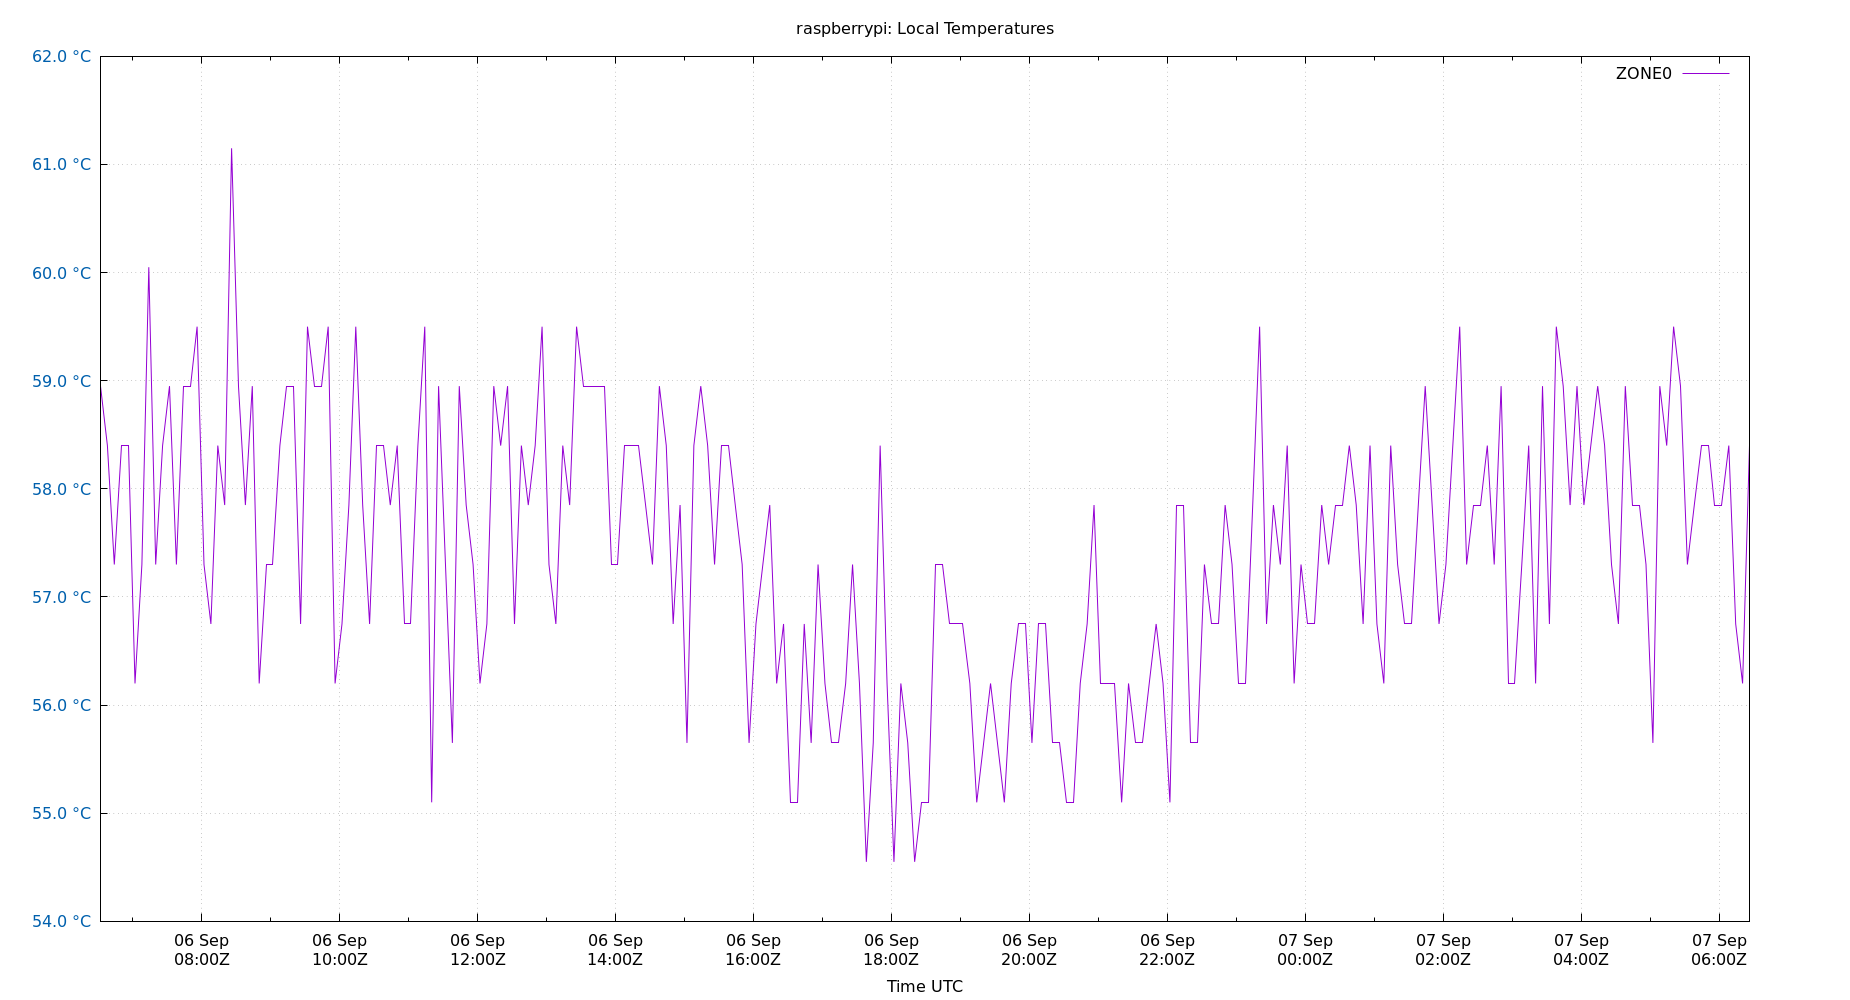 raspberrypi: Local Temperatures
62.0 °C
61.0 °C
60.0 °C
59.0 °C
58.0 °C
57.0 °C
56.0 °C
55.0 °C
54.0 °C
ZONE0
06 Sep 06 Sep 06 Sep 06 Sep 06 Sep 06 Sep 06 Sep 06 Sep 07 Sep 07 Sep 07 Sep 07 Sep
08:00Z 10:00Z 12:00Z 14:00Z 16:00Z 18:00Z 20:00Z 22:00Z 00:00Z 02:00Z 04:00Z 06:00Z
Time UTC